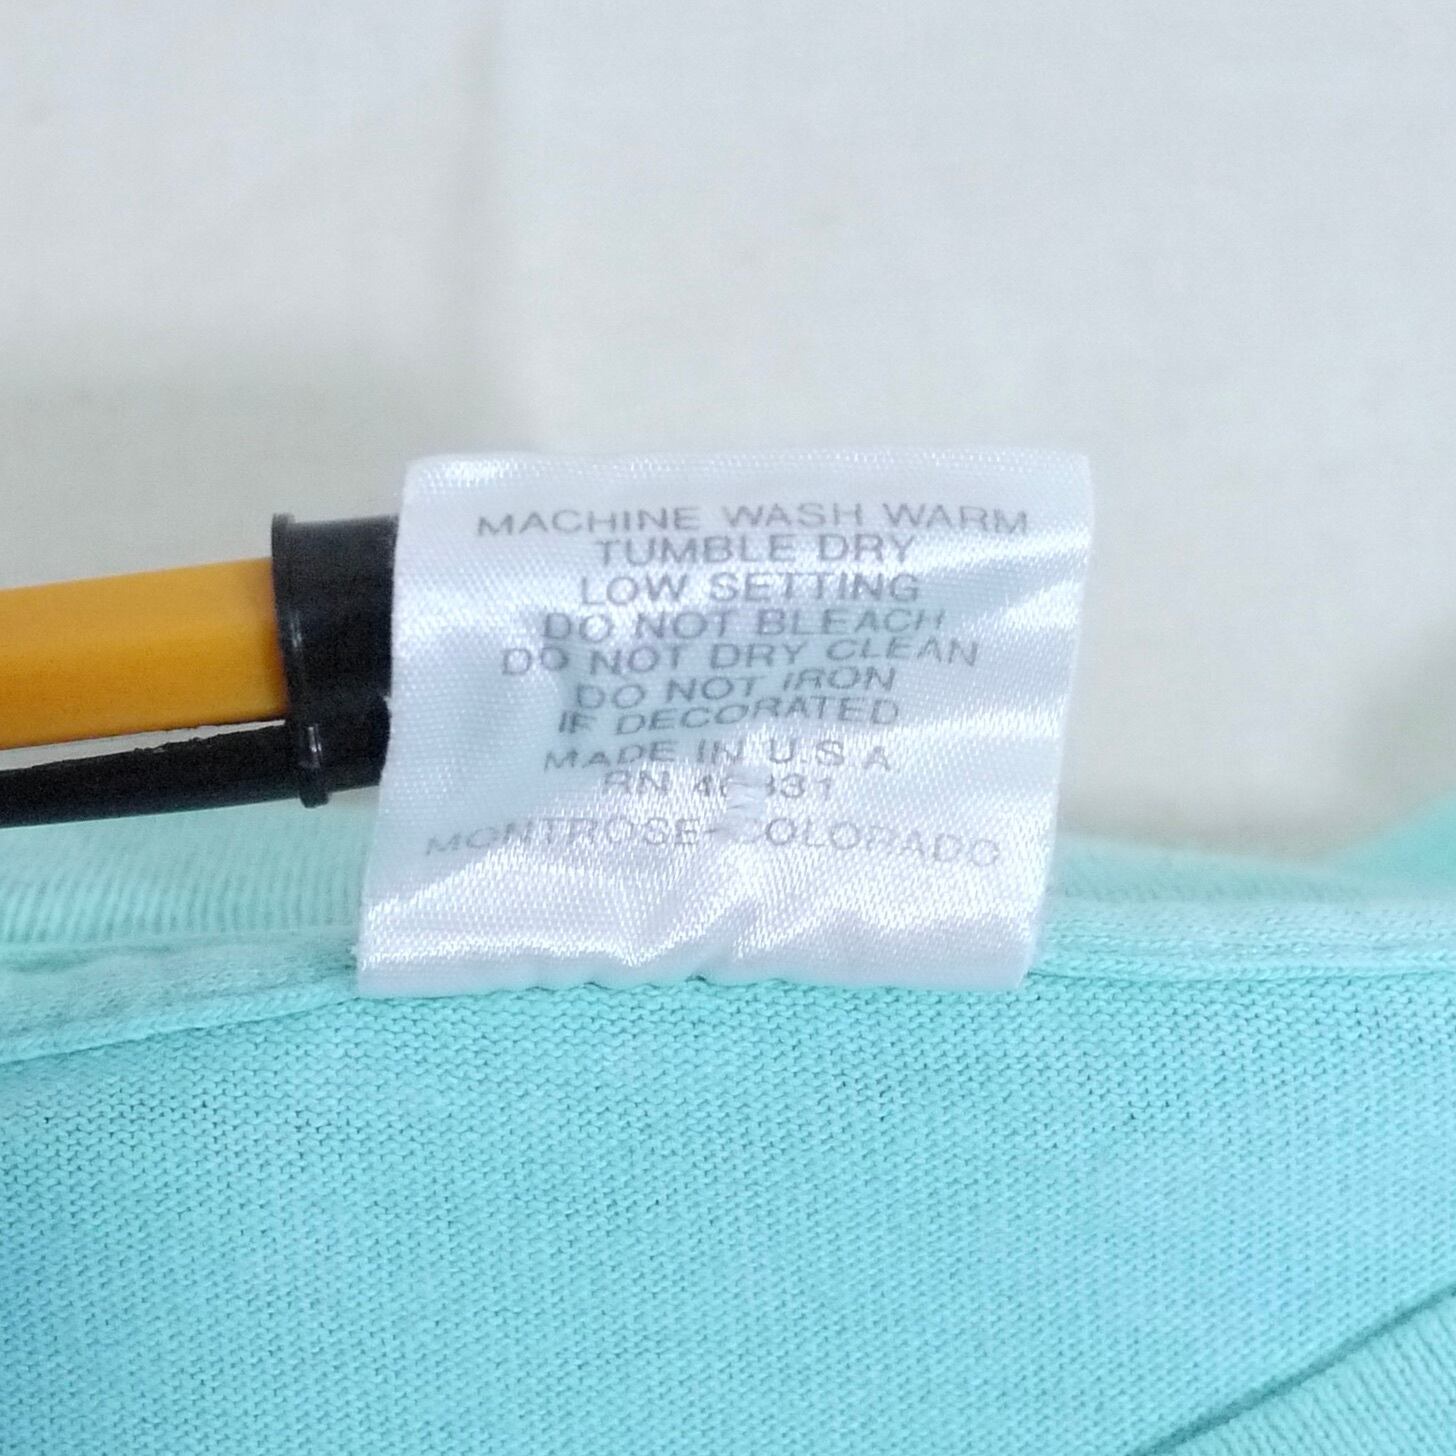 MACHINE WASH WARM
TUMBLE DRY
LOW SETTING
DO NOT BLEACH
DO NOT DRY CLEAN
DO NOT IRON
IF DECORATED
MADE IN U.S A
RN
MONTROSE-COLORADO